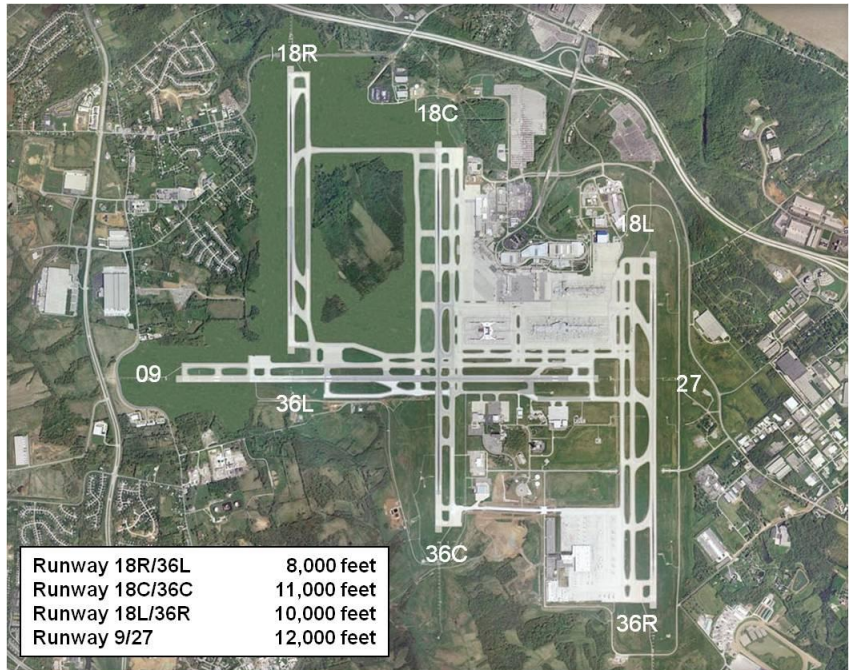 18R
18C
18L
09
27
36L
36C
36R
Runway 18R/36L 8,000 feet
Runway 18C/36C 11,000 feet
Runway 18L/36R 10,000 feet
Runway 9/27 12,000 feet